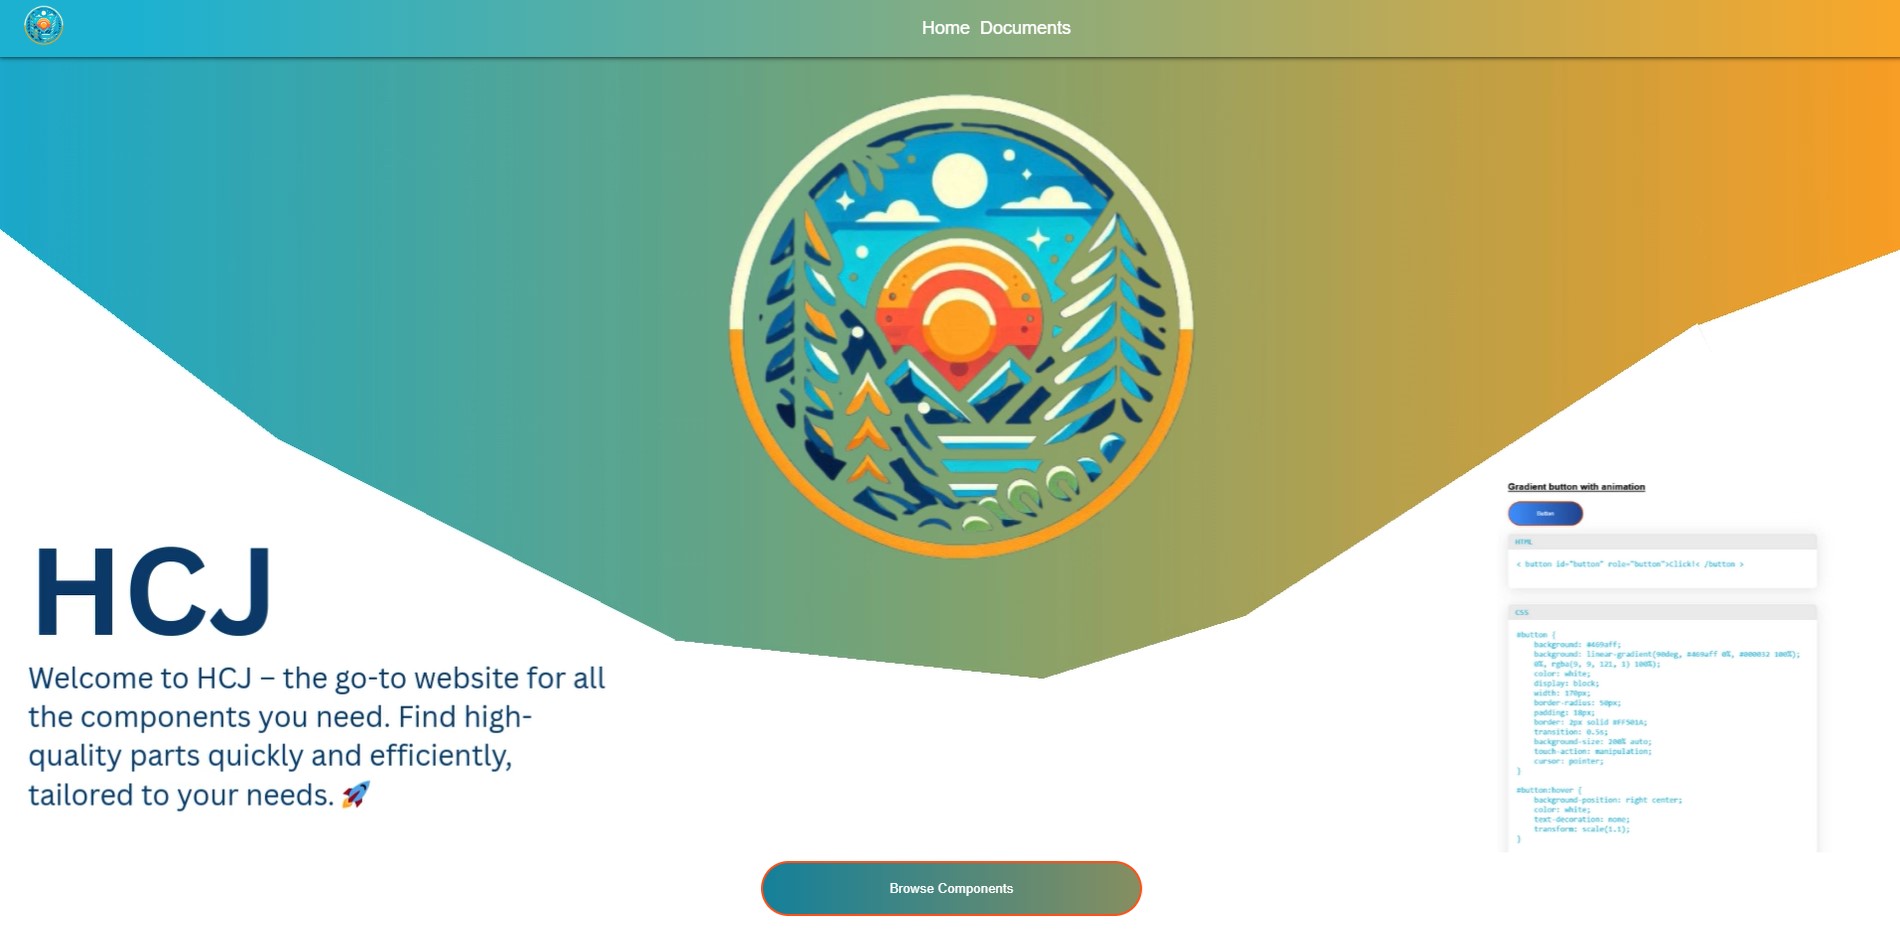 Home Documents
HCJ
Welcome to HCJ – the go-to website for all
the components you need. Find high-
quality parts quickly and efficiently,
tailored to your needs. 🚀
Gradient button with animation
Button
HTML
< button id="button" role="button">Click!< /button >
CSS
#button {
background: #469aff;
background: linear-gradient(90deg, #469aff 0%, #000032 100%);
0%, rgba(9, 9, 121, 1) 100%);
color: white;
display: block;
width: 170px;
border-radius: 50px;
padding: 18px;
border: 2px solid #FF501A;
transition: 0.5s;
background-size: 200% auto;
touch-action: manipulation;
cursor: pointer;
}
#button:hover {
background-position: right center;
color: white;
text-decoration: none;
transform: scale(1.1);
}
Browse Components